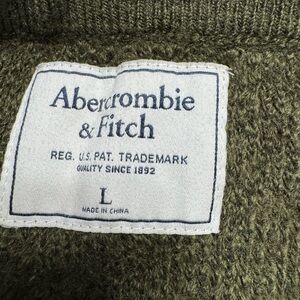 Abercrombie
& Fitch
REG. U.S. PAT. TRADEMARK
QUALITY SINCE 1892
L
MADE IN CHINA